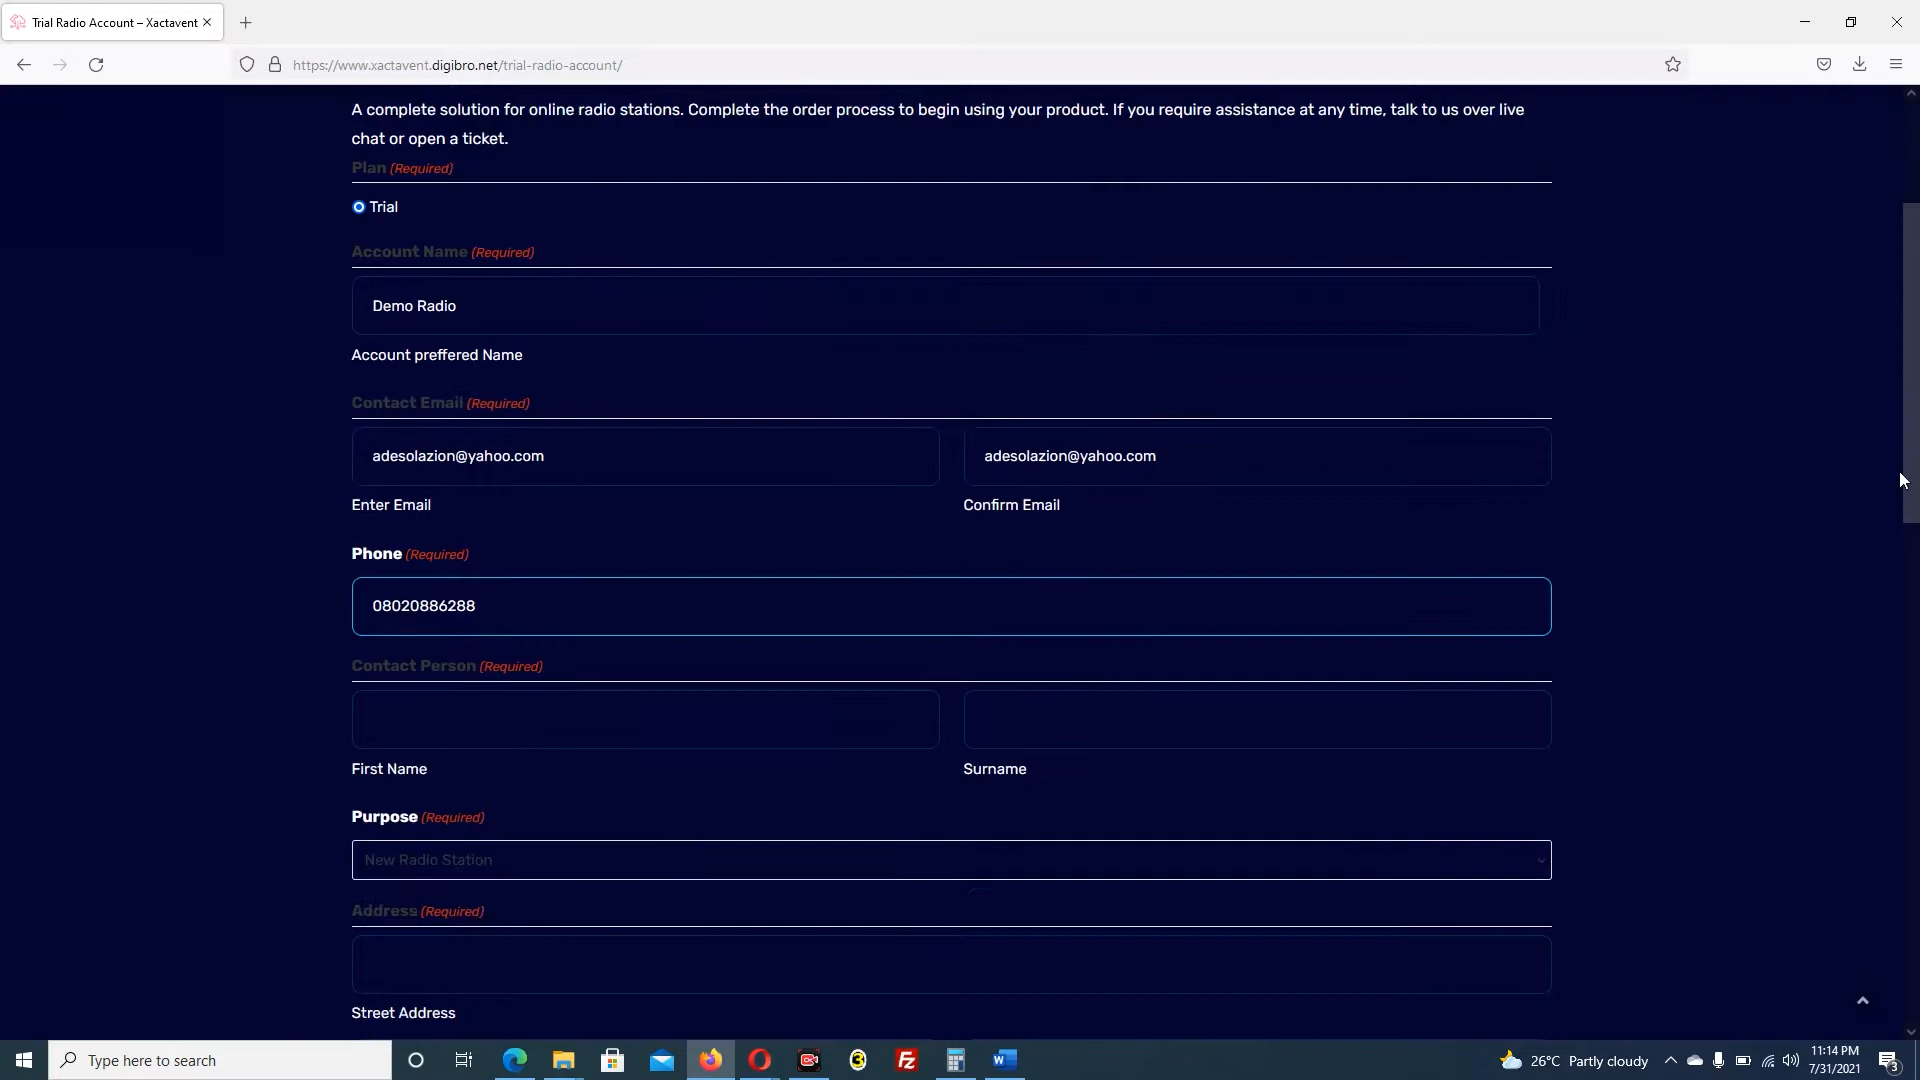 Trial Radio Account – Xactavent
https://www.xactavent.digibro.net/trial-radio-account/
A complete solution for online radio stations. Complete the order process to begin using your product. If you require assistance at any time, talk to us over live
chat or open a ticket.
Plan (Required)
Trial
Account Name (Required)
Demo Radio
Account preffered Name
Contact Email (Required)
adesolazion@yahoo.com adesolazion@yahoo.com
Enter Email Confirm Email
Phone (Required)
08020886288
Contact Person (Required)
First Name Surname
Purpose (Required)
New Radio Station
Address (Required)
Street Address
Type here to search
26°C Partly cloudy
11:14 PM
7/31/2021
3